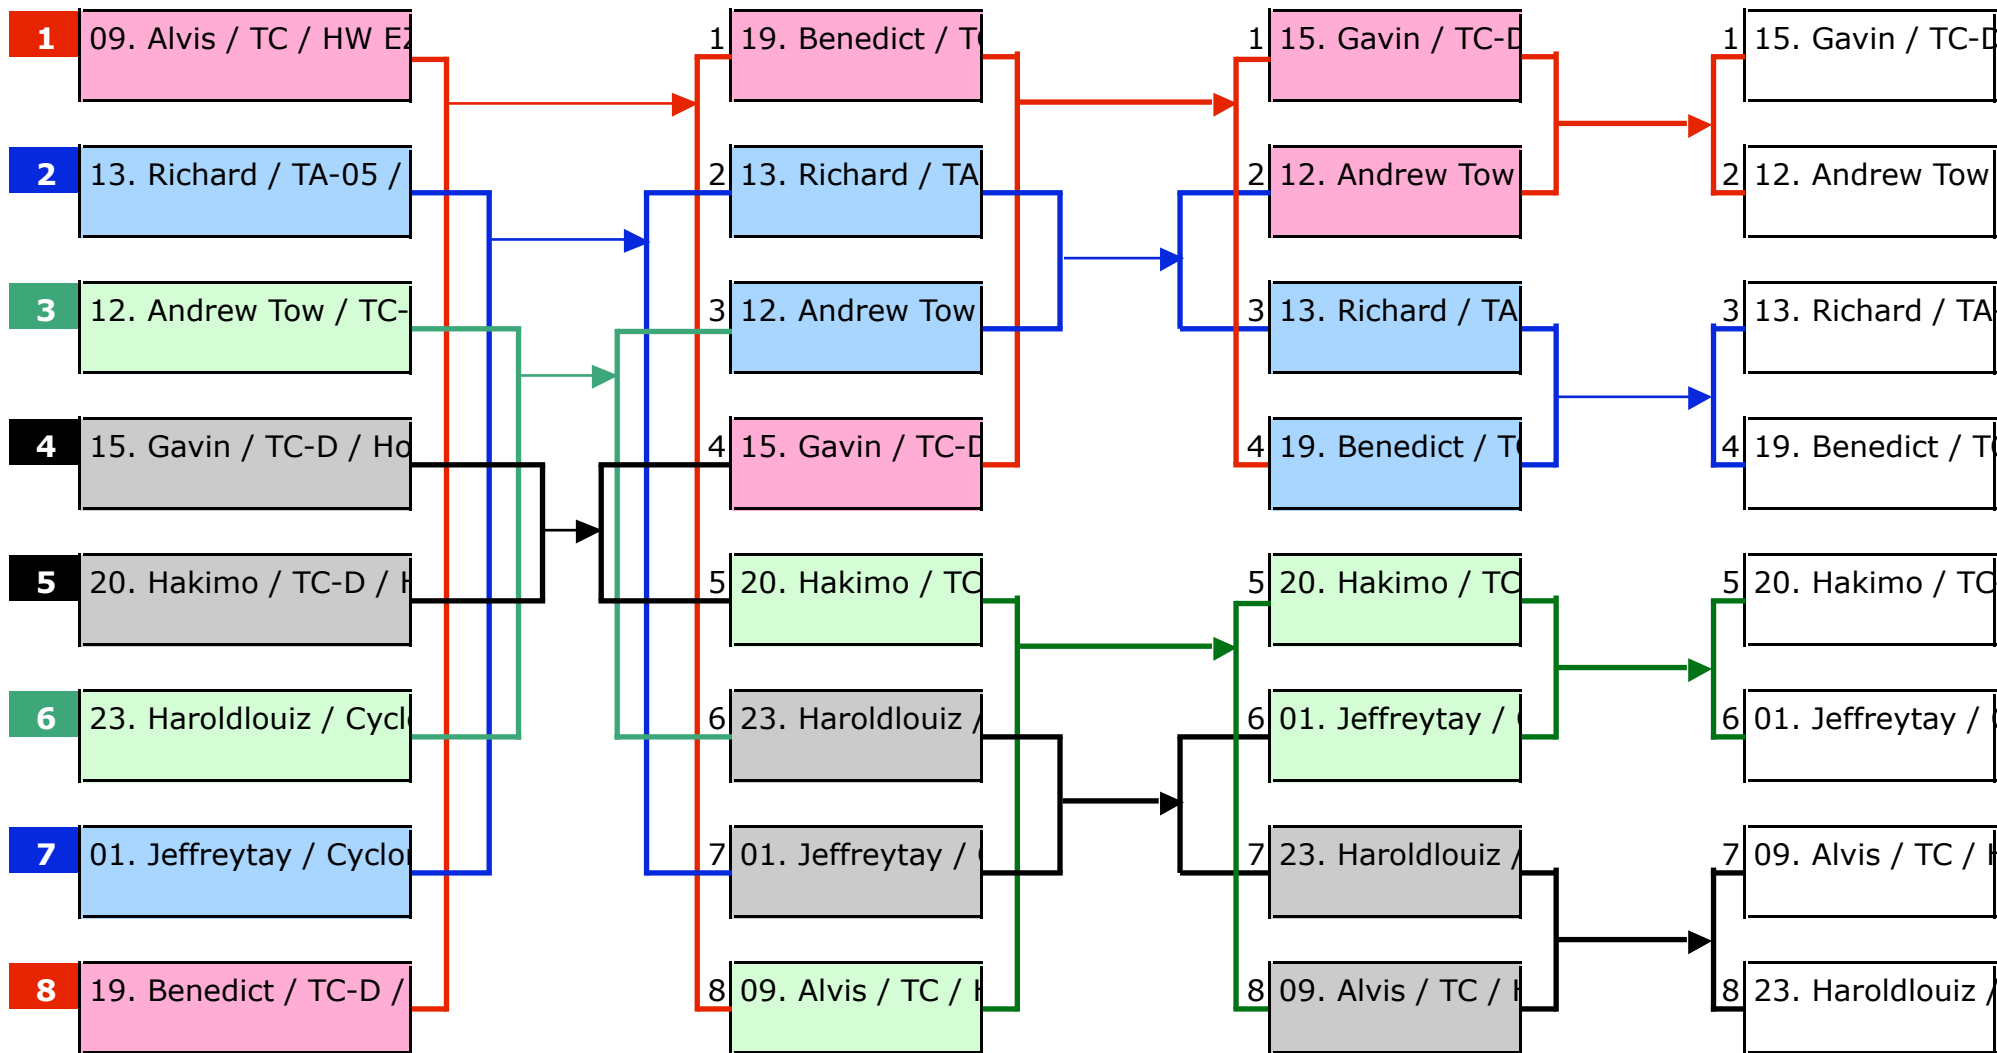 1 09. Alvis / TC / HW 1 19. Benedict / 1 15. Gavin / 1 15. Gavin /
2 13. Richard / TA-05 / 2 13. Richard / TA 2 12. Andrew Tow 2 12. Andrew Tow
3 12. Andrew Tow / TC- 3 12. Andrew Tow 3 13. Richard / TA 3 13. Richard /
4 15. Gavin / TC-D / Ho 4 15. Gavin / 4 19. Benedict / 4 19. Benedict /
5 20. Hakimo / TC-D / 5 20. Hakimo / TC 5 20. Hakimo / TC 5 20. Hakimo / TC
6 23. Haroldlouiz / 6 23. Haroldlouiz / 6 01. Jeffreytay / 6 01. Jeffreytay /
7 01. Jeffreytay / 7 01. Jeffreytay / 7 23. Haroldlouiz / 7 09. Alvis / TC /
8 19. Benedict / TC-D / 8 09. Alvis / TC / 8 09. Alvis / TC / 8 23. Haroldlouiz /